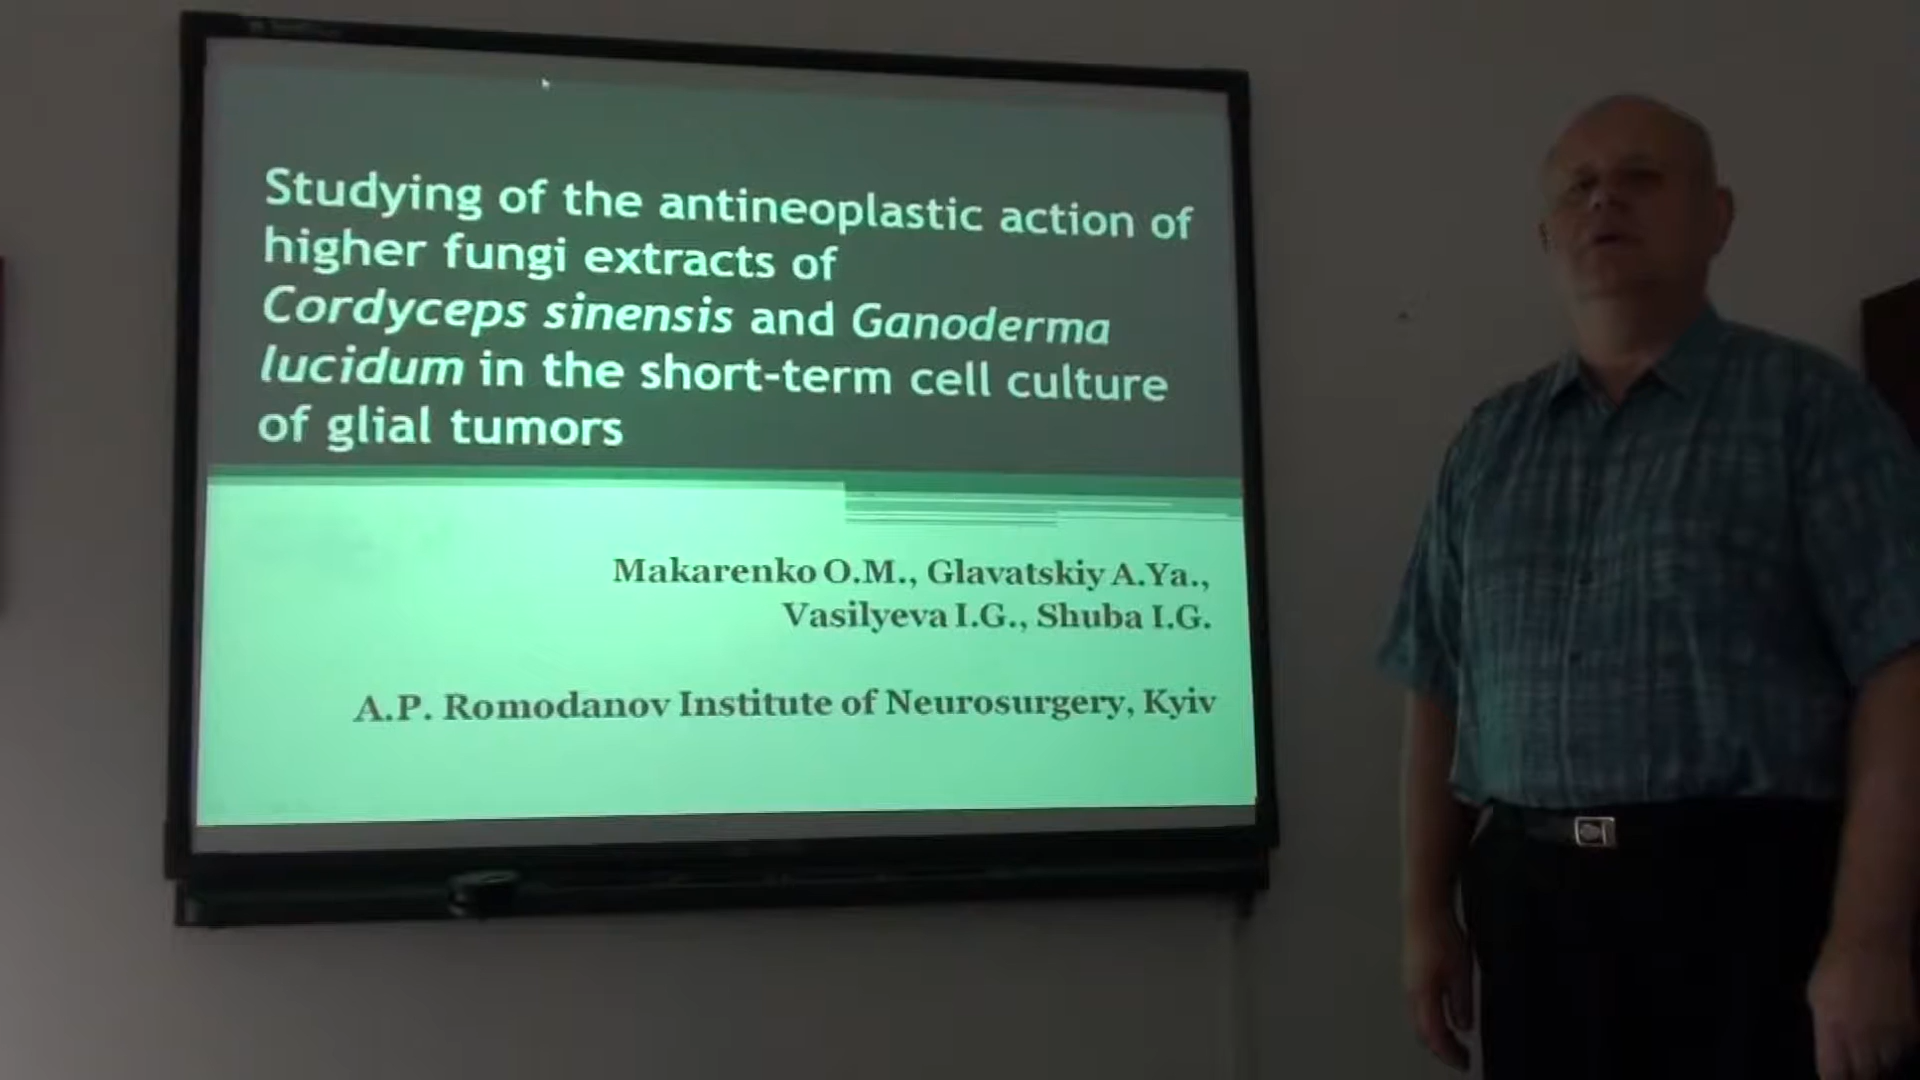 Studying of the antineoplastic action of
higher fungi extracts of
Cordyceps sinensis and Ganoderma
lucidum in the short-term cell culture
of glial tumors
Makarenko O.M., Glavatskiy A.Ya.,
Vasilyeva I.G., Shuba I.G.
A.P. Romodanov Institute of Neurosurgery, Kyiv